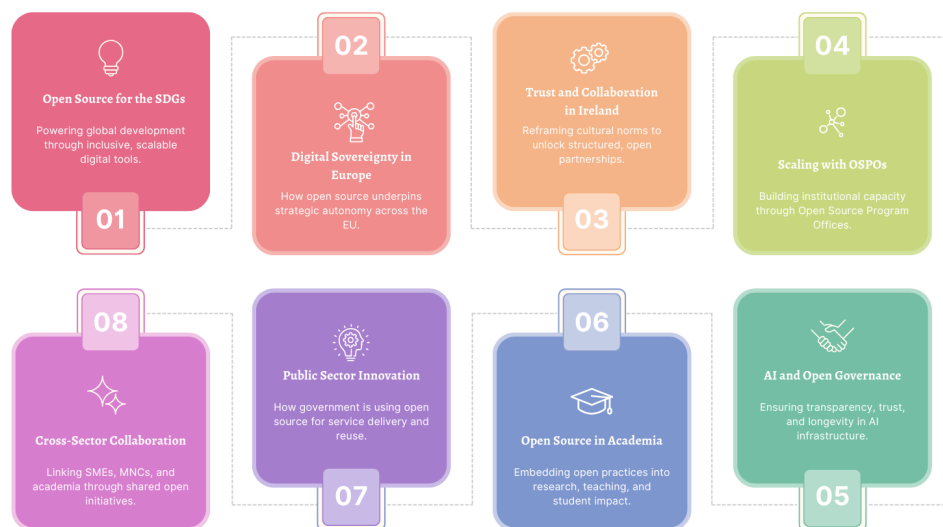 01
Open Source for the SDGs
Powering global development
through inclusive, scalable
digital tools.
02
Digital Sovereignty in
Europe
How open source underpins
strategic autonomy across the
EU.
03
Trust and Collaboration
in Ireland
Reframing cultural norms to
unlock structured, open
partnerships.
04
Scaling with OSPOs
Building institutional capacity
through Open Source Program
Offices.
05
AI and Open Governance
Ensuring transparency, trust,
and longevity in AI
infrastructure.
06
Open Source in Academia
Embedding open practices into
research, teaching, and
student impact.
07
Public Sector Innovation
How government is using open
source for service delivery and
reuse.
08
Cross-Sector Collaboration
Linking SMEs, MNCs, and
academia through shared open
initiatives.